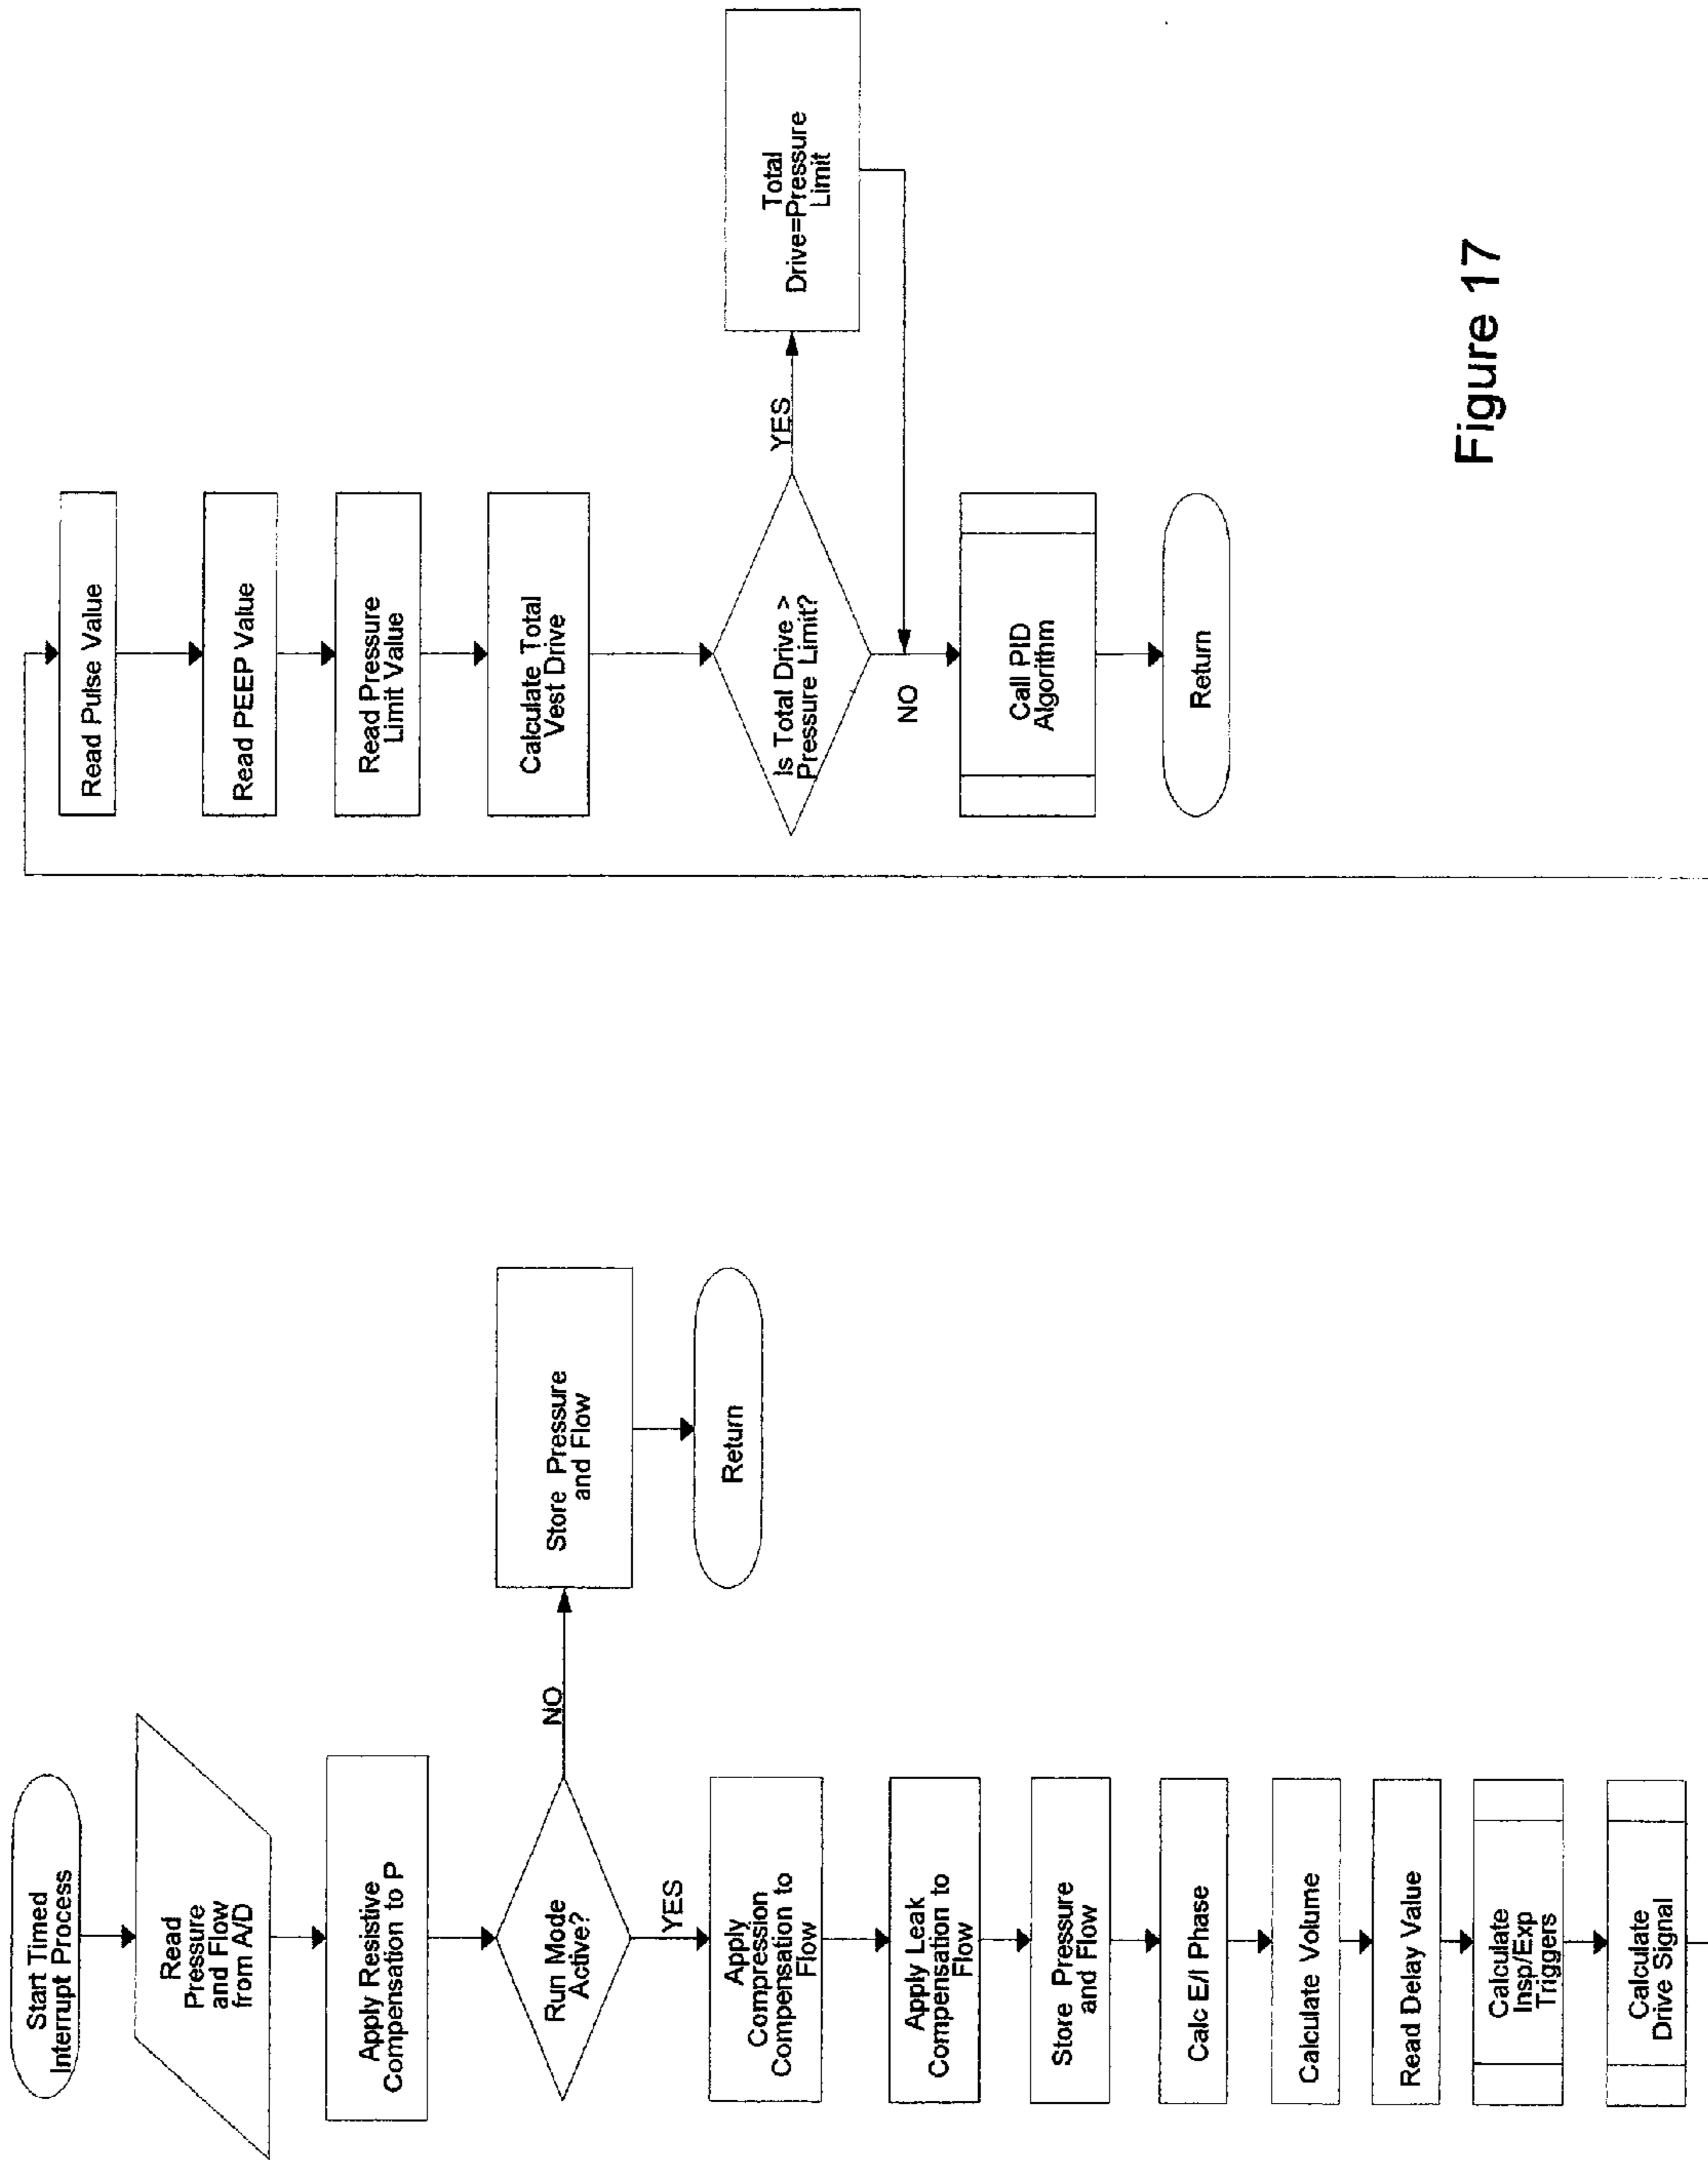 Start Timed
Interrupt Process
Read
Pressure
and Flow
from A/D
Apply Resistive
Compensation to P
Run Mode
Active?
NO
Store Pressure
and Flow
Return
YES
Apply
Compression
Compensation to
Flow
Apply Leak
Compensation to
Flow
Store Pressure
and Flow
Calc E/I Phase
Calculate Volume
Read Delay Value
Calculate
Insp/Exp
Triggers
Calculate
Drive Signal
Read Pulse Value
Read PEEP Value
Read Pressure
Limit Value
Calculate Total
Vest Drive
Is Total Drive >
Pressure Limit?
YES
Total
Drive=Pressure
Limit
NO
Call PID
Algorithm
Return
Figure 17